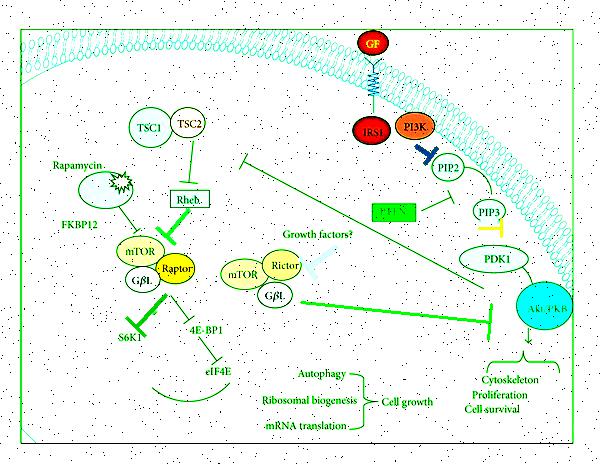 GF
IRS1
PI3K
TSC1
TSC2
PIP2
Rapamycin
Rheb.
PTEN
PIP3
FKBP12
Growth factors?
mTOR
Raptor
GβL
mTOR
Rictor
GβL
PDK1
Akt/PKB
S6K1
4E-BP1
eIF4E
Autophagy
Ribosomal biogenesis
mRNA translation
Cell growth
Cytoskeleton
Proliferation
Cell survival